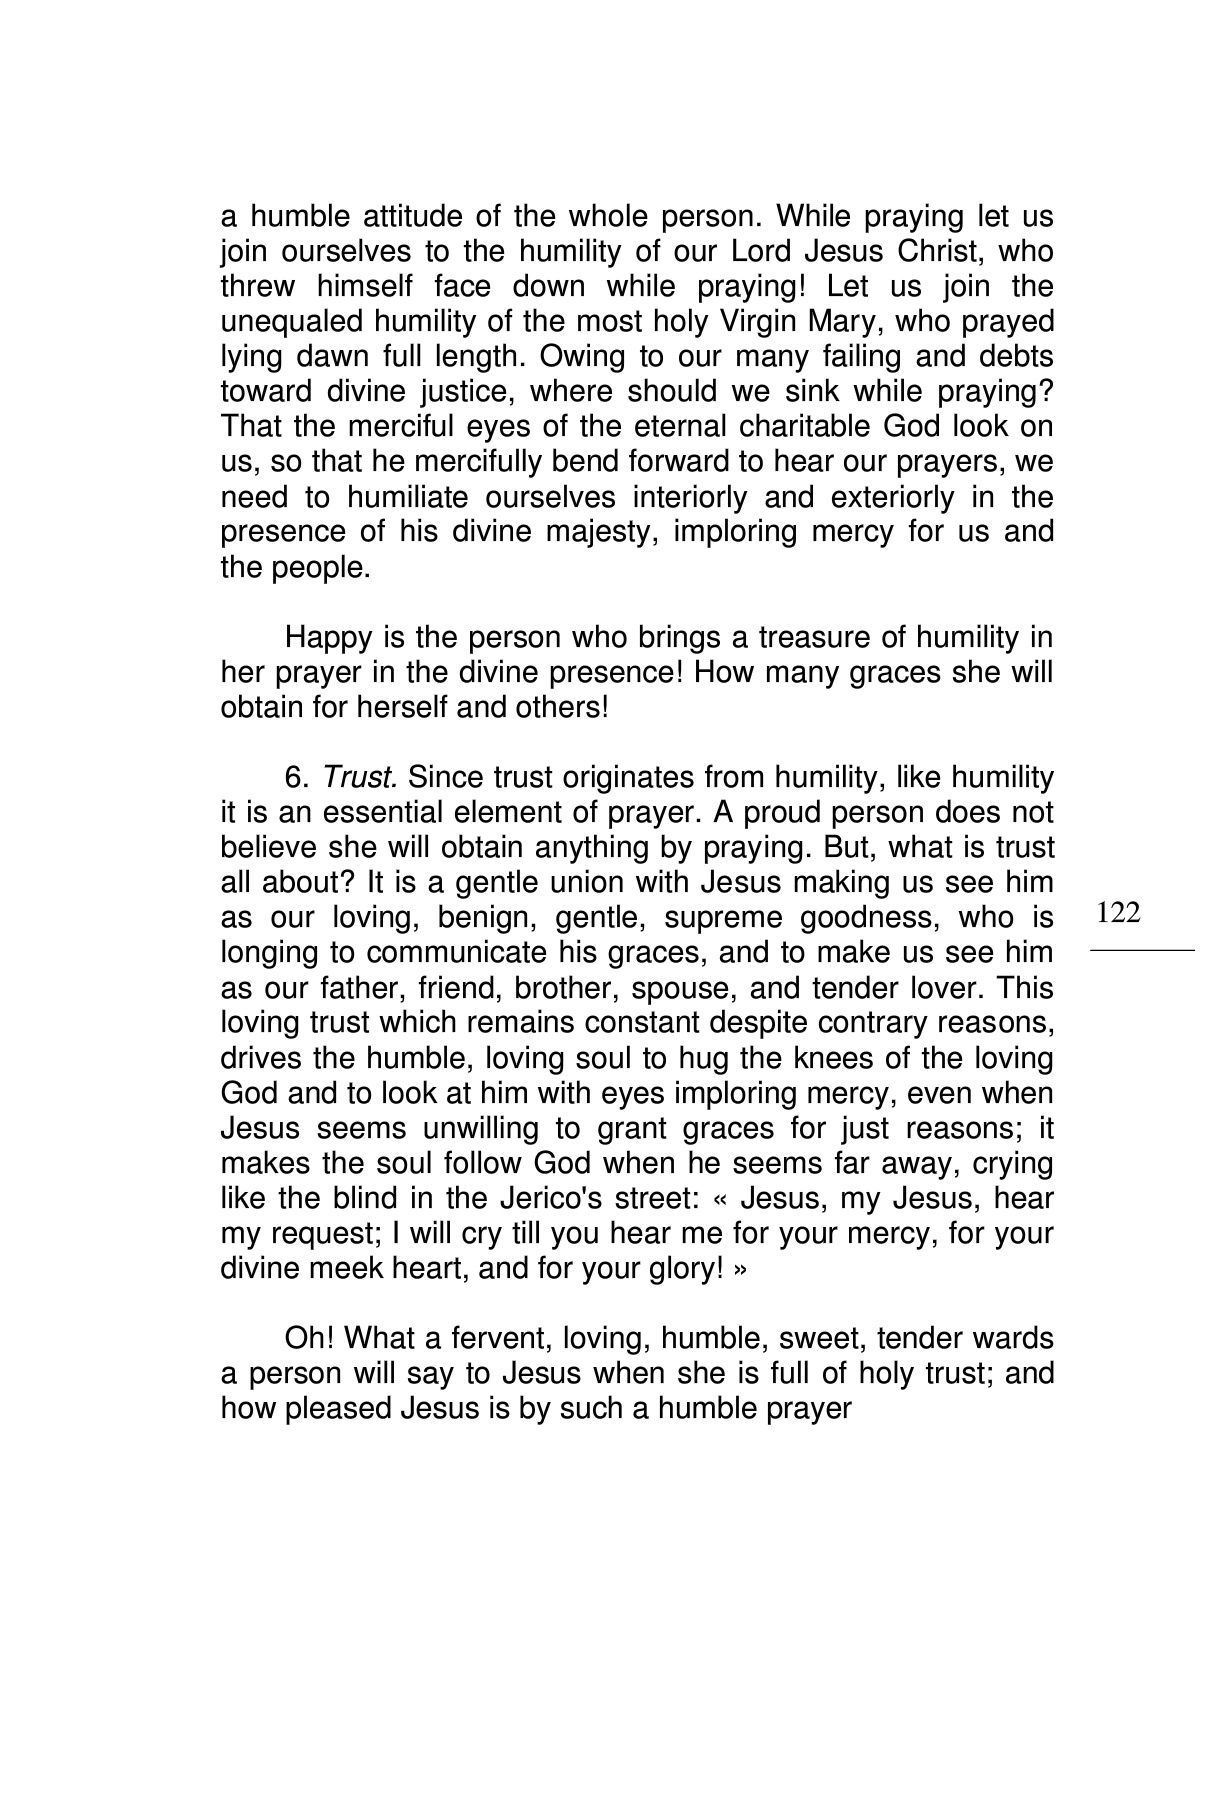 a humble attitude of the whole person. While praying let us
join ourselves to the humility of our Lord Jesus Christ, who
threw himself face down while praying! Let us join the
unequaled humility of the most holy Virgin Mary, who prayed
lying dawn full length. Owing to our many failing and debts
toward divine justice, where should we sink while praying?
That the merciful eyes of the eternal charitable God look on
us, so that he mercifully bend forward to hear our prayers, we
need to humiliate ourselves interiorly and exteriorly in the
presence of his divine majesty, imploring mercy for us and
the people.
Happy is the person who brings a treasure of humility in
her prayer in the divine presence! How many graces she will
obtain for herself and others!
6. Trust. Since trust originates from humility, like humility
it is an essential element of prayer. A proud person does not
believe she will obtain anything by praying. But, what is trust
all about? It is a gentle union with Jesus making us see him
as our loving, benign, gentle, supreme goodness, who is
longing to communicate his graces, and to make us see him
as our father, friend, brother, spouse, and tender lover. This
loving trust which remains constant despite contrary reasons,
drives the humble, loving soul to hug the knees of the loving
God and to look at him with eyes imploring mercy, even when
Jesus seems unwilling to grant graces for just reasons; it
makes the soul follow God when he seems far away, crying
like the blind in the Jerico's street: « Jesus, my Jesus, hear
my request; I will cry till you hear me for your mercy, for your
divine meek heart, and for your glory! »
Oh! What a fervent, loving, humble, sweet, tender wards
a person will say to Jesus when she is full of holy trust; and
how pleased Jesus is by such a humble prayer
122